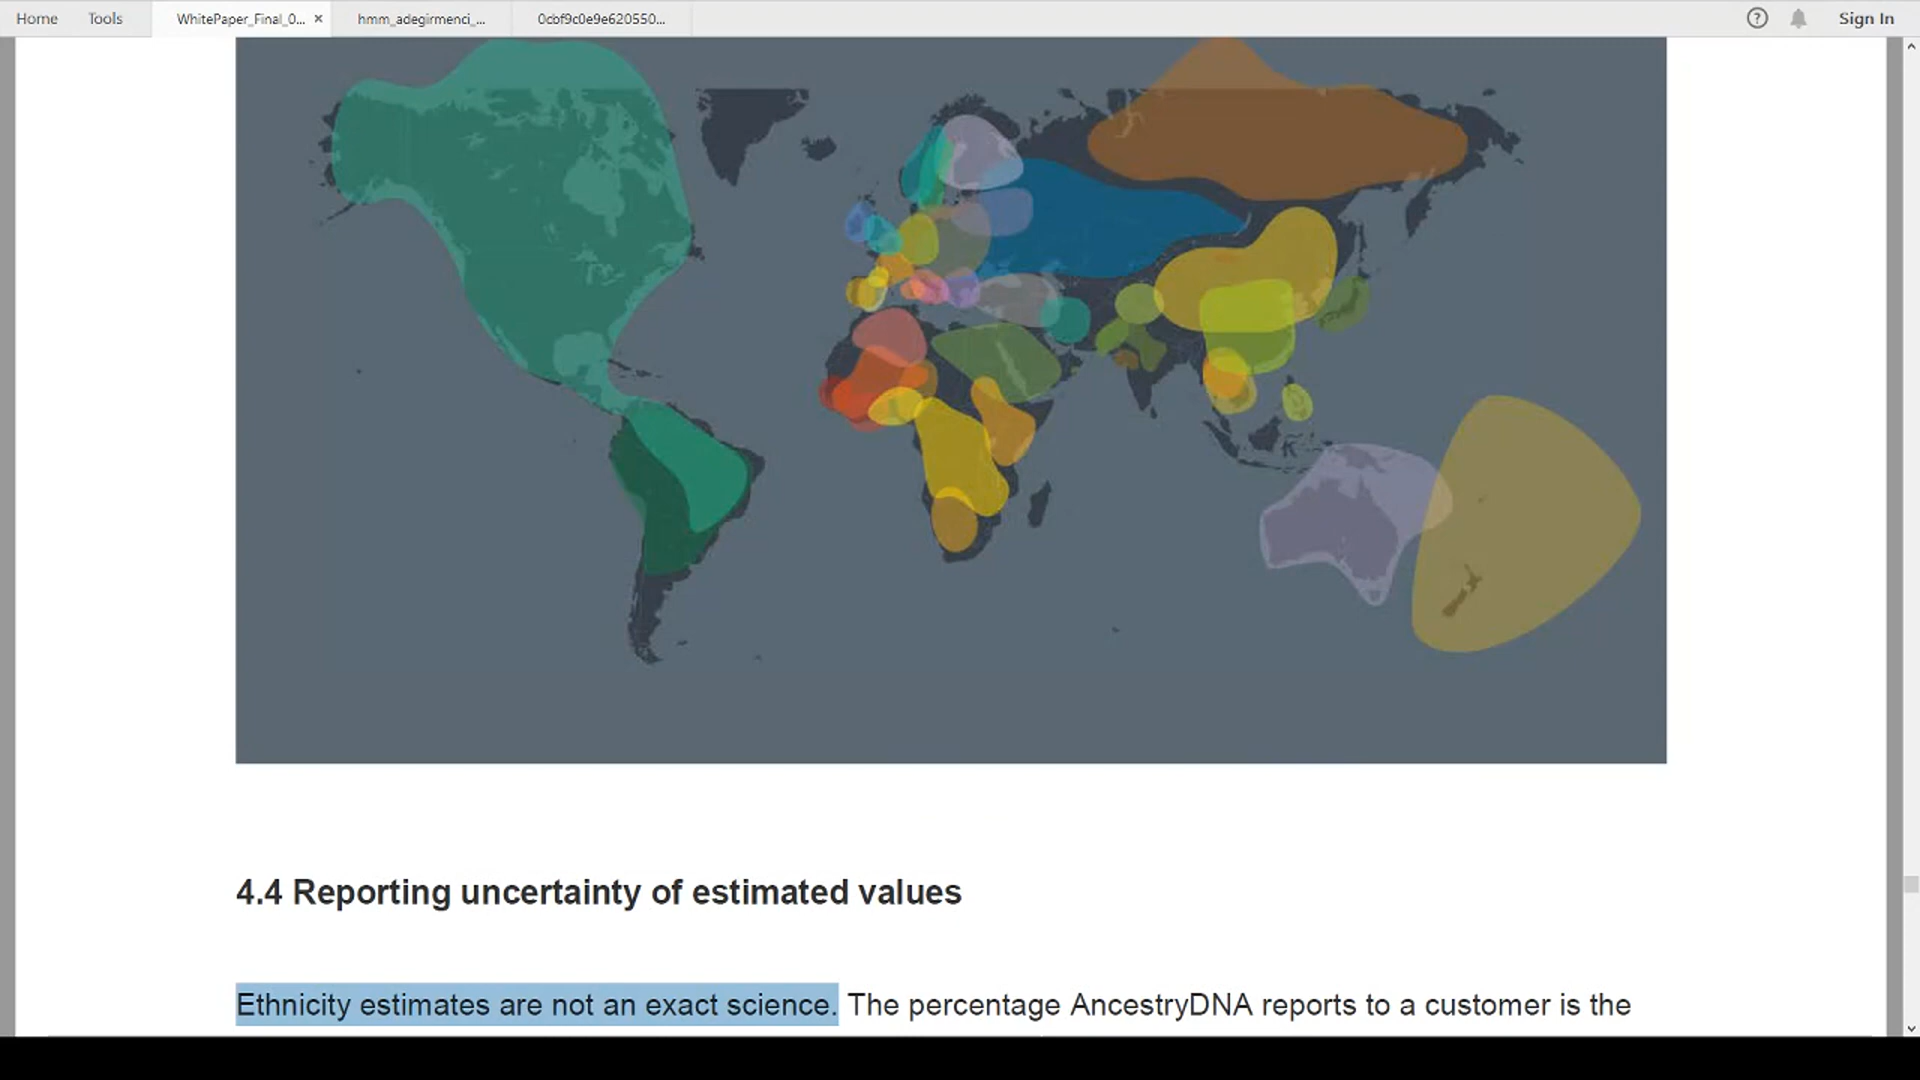 Home Tools WhitePaper_Final_0... × hmm_adegirmenci_... 0cbf9c0e9e620550... ? Sign In
4.4 Reporting uncertainty of estimated values
Ethnicity estimates are not an exact science. The percentage AncestryDNA reports to a customer is the